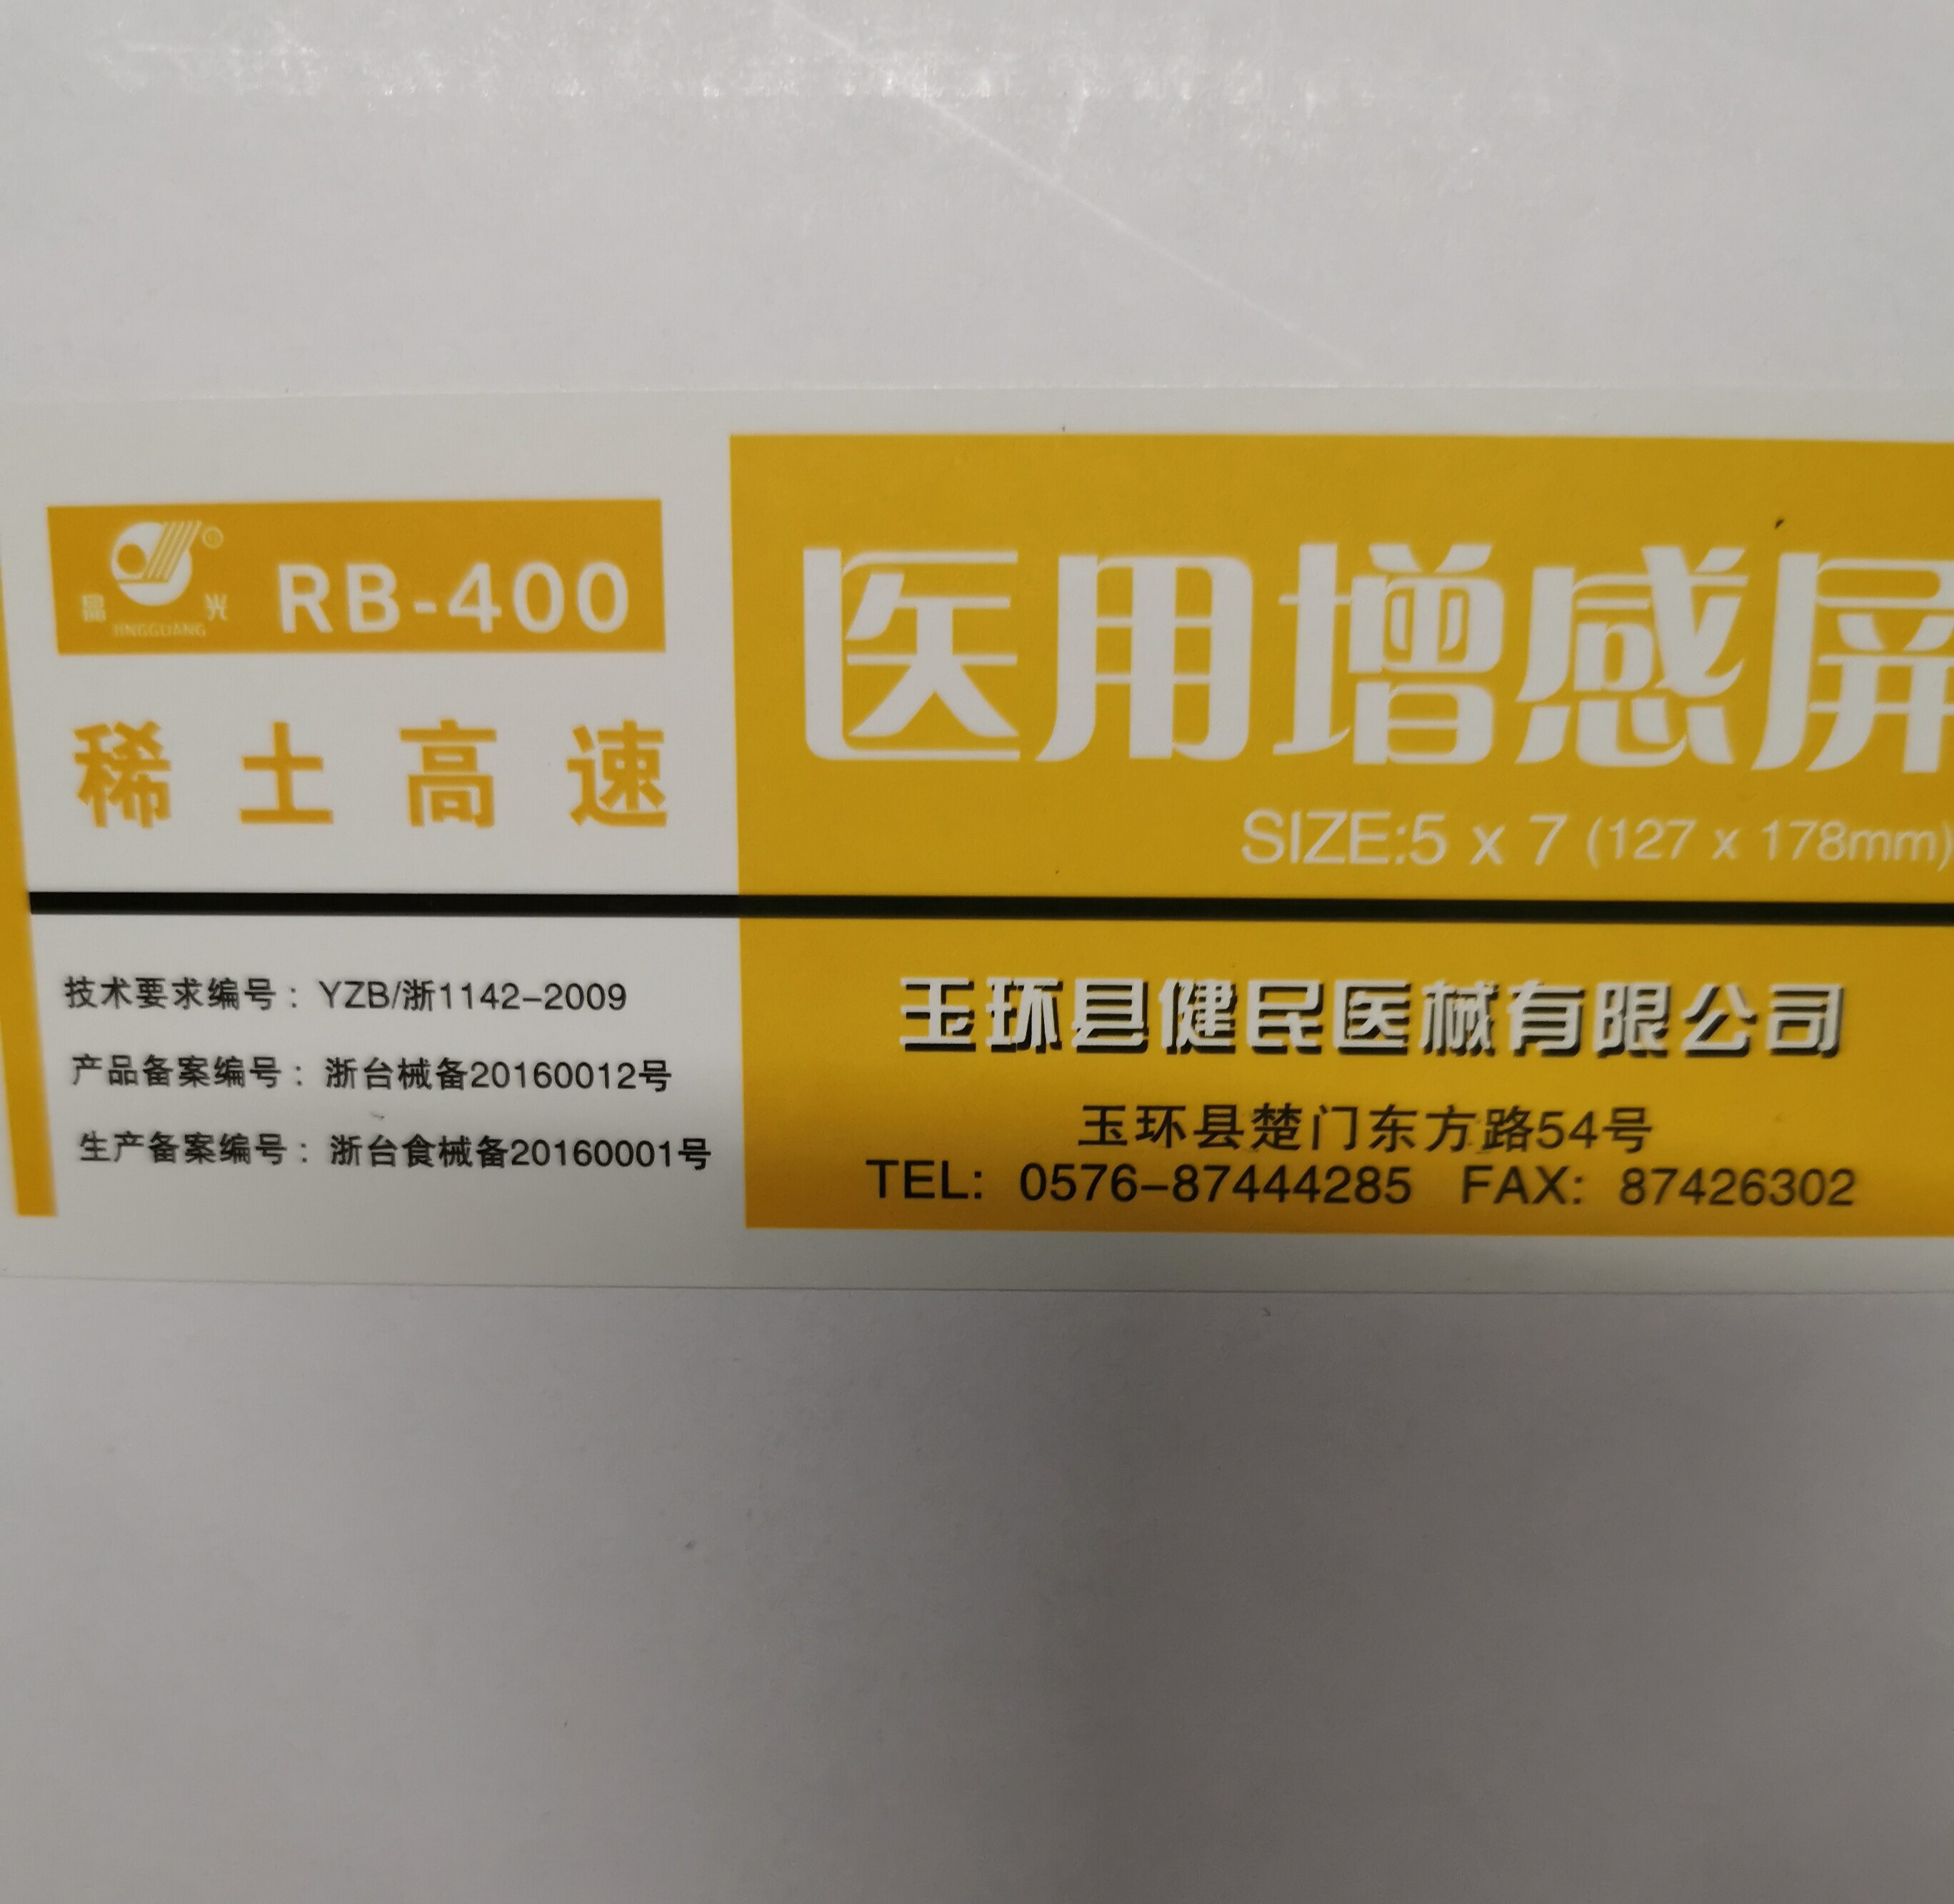 晶光
JINGGUANG
RB-400
稀土高速
医用增感屏
SIZE:5 x 7 (127 x 178mm)
技术要求编号：YZB/浙1142-2009
产品备案编号：浙台械备20160012号
生产备案编号：浙台食械备20160001号
玉环县健民医械有限公司
玉环县楚门东方路54号
TEL: 0576-87444285 FAX: 87426302